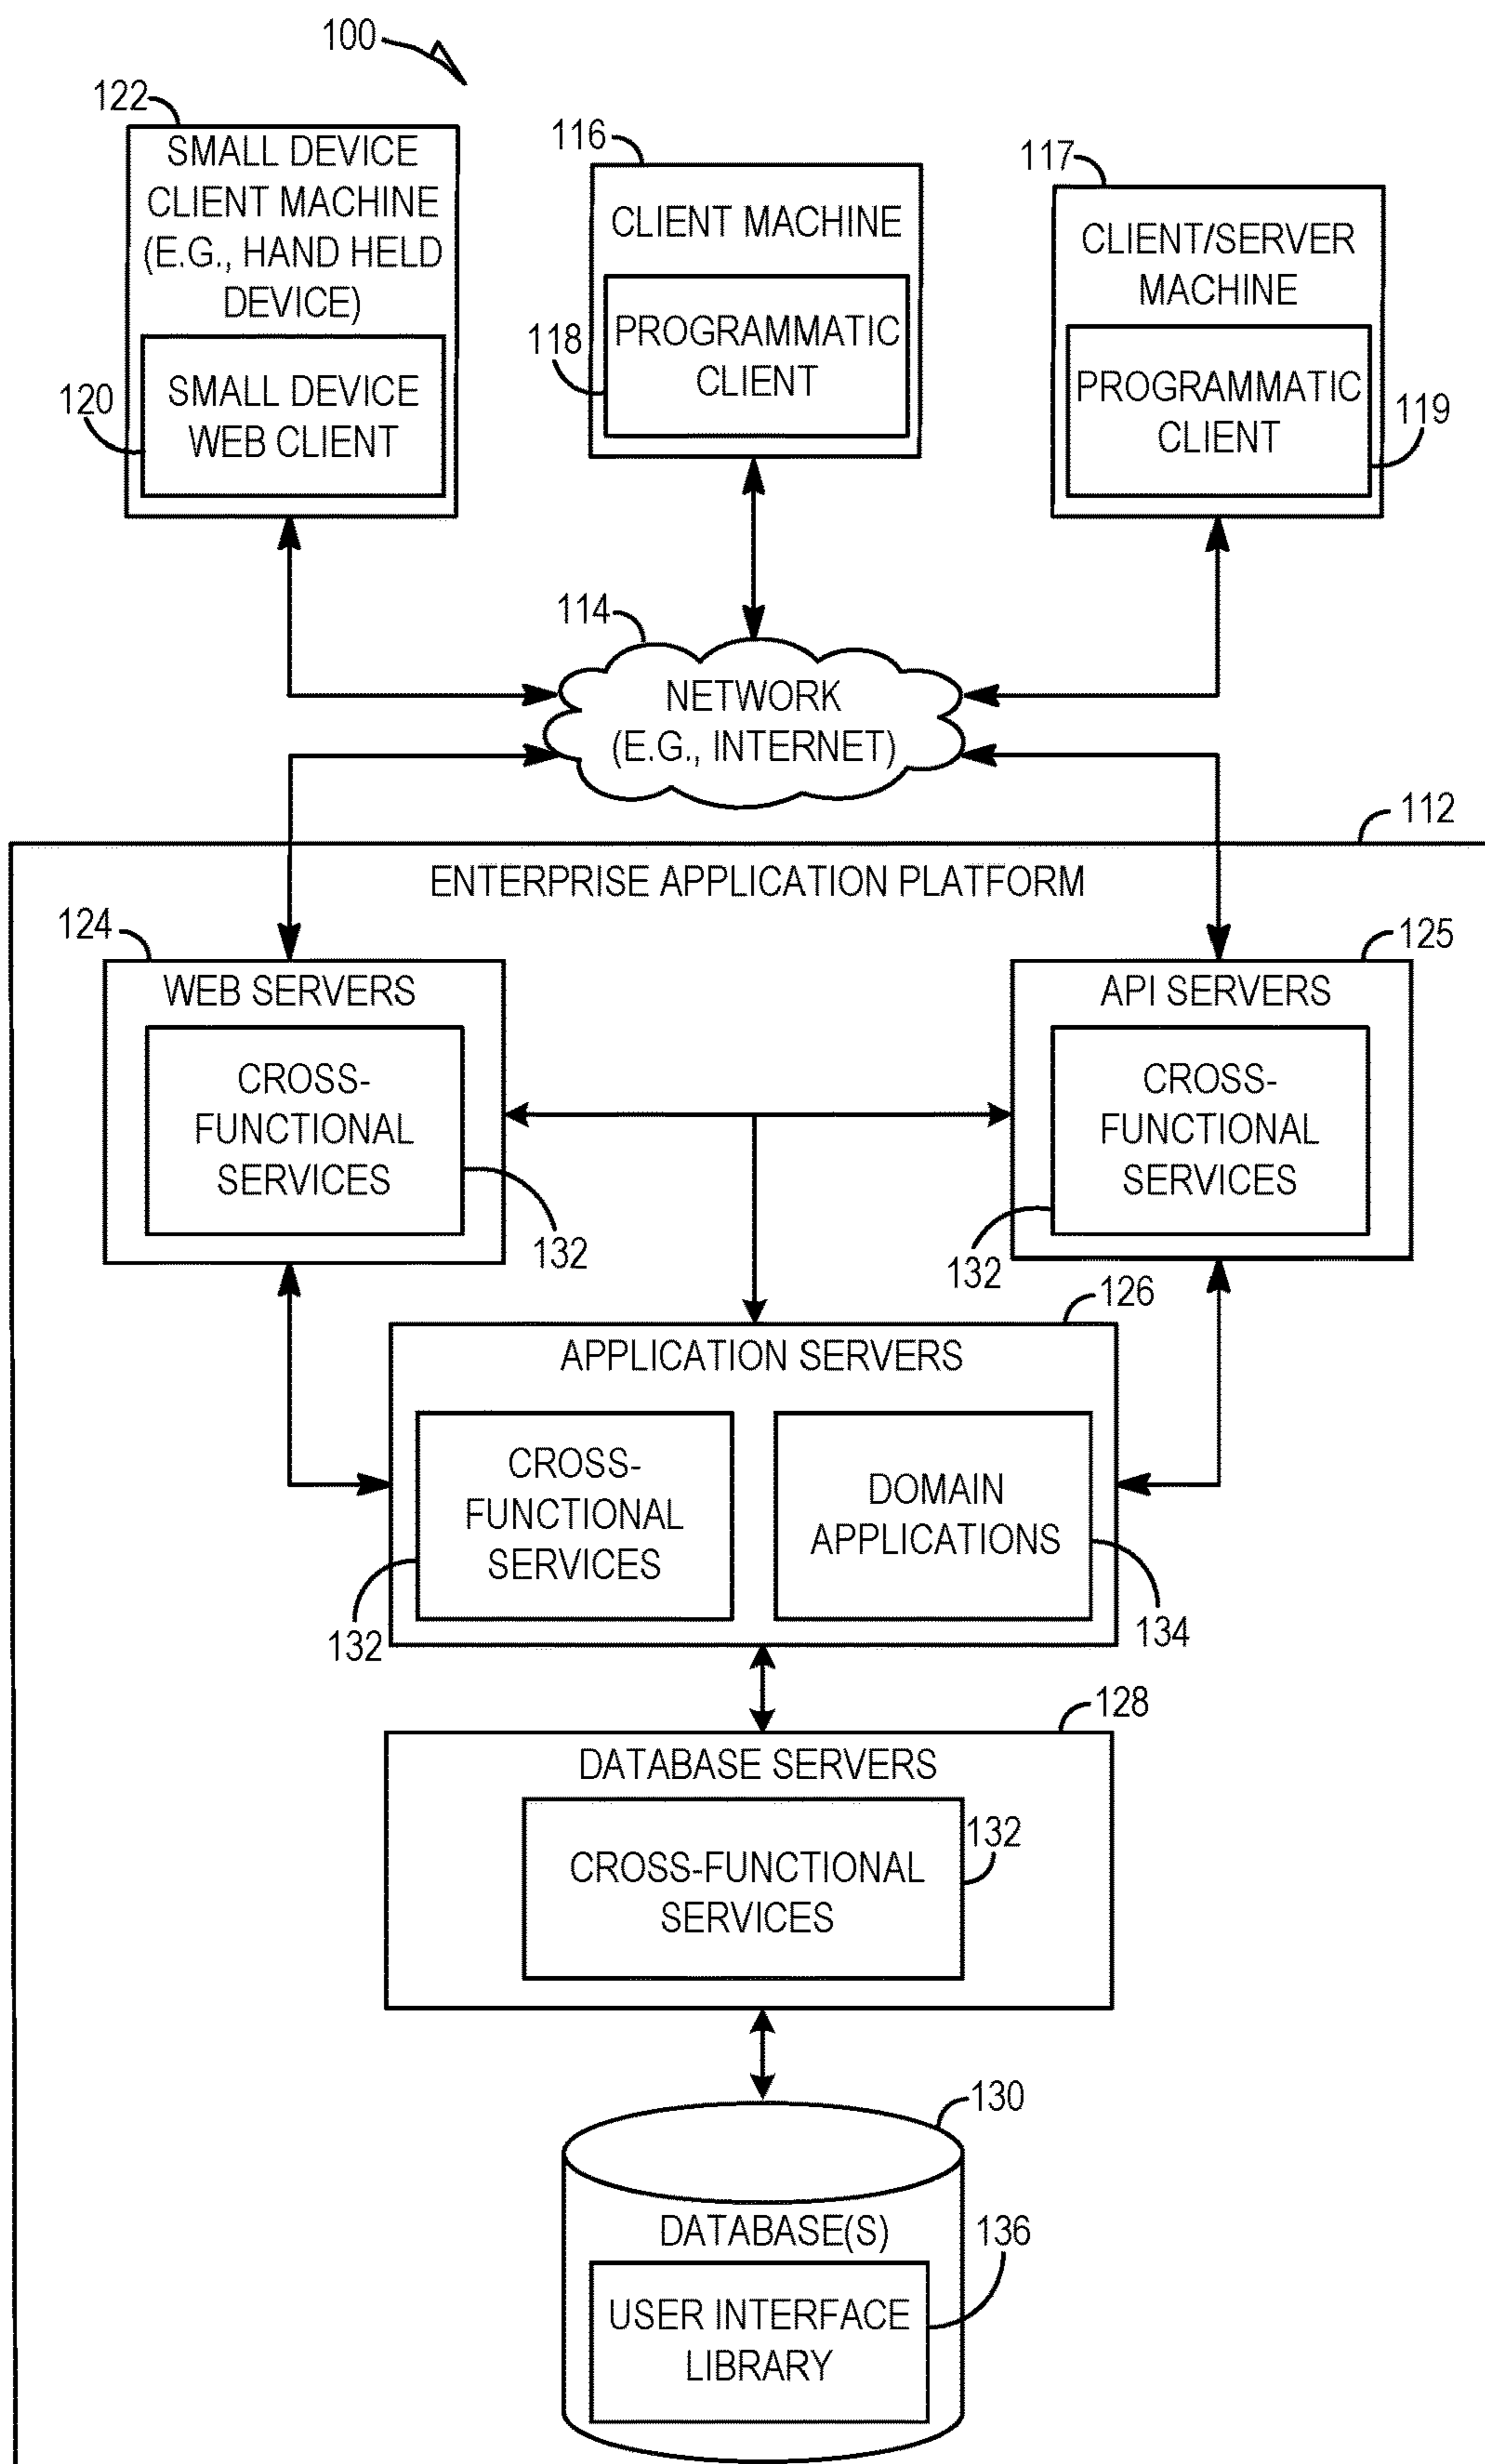 100
122
SMALL DEVICE
CLIENT MACHINE
(E.G., HAND HELD
DEVICE)
120
SMALL DEVICE
WEB CLIENT
116
CLIENT MACHINE
118
PROGRAMMATIC
CLIENT
117
CLIENT/SERVER
MACHINE
PROGRAMMATIC
CLIENT
119
114
NETWORK
(E.G., INTERNET)
112
ENTERPRISE APPLICATION PLATFORM
124
WEB SERVERS
CROSS-
FUNCTIONAL
SERVICES
132
125
API SERVERS
CROSS-
FUNCTIONAL
SERVICES
132
126
APPLICATION SERVERS
CROSS-
FUNCTIONAL
SERVICES
132
DOMAIN
APPLICATIONS
134
128
DATABASE SERVERS
132
CROSS-FUNCTIONAL
SERVICES
130
DATABASE(S)
136
USER INTERFACE
LIBRARY